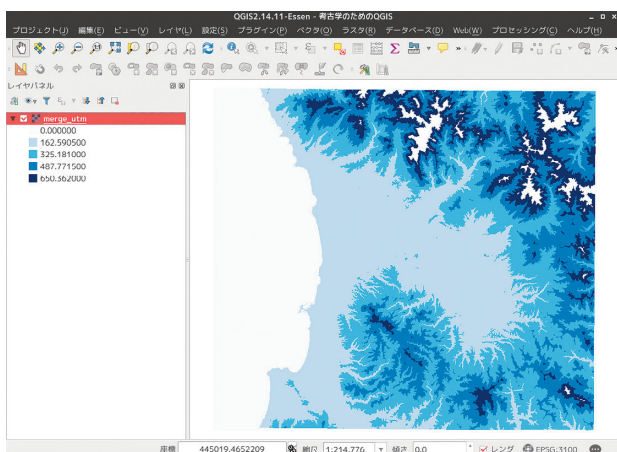 QGIS2.14.11-Essen - 考古学のためのQGIS
プロジェクト(J) 編集(E) ビュー(V) レイヤ(L) 設定(S) プラグイン(P) ベクタ(O) ラスタ(R) データベース(D) Web(W) プロセッシング(C) ヘルプ(H)
レイヤパネル
merge_utm
0.000000
162.590500
325.181000
487.771500
650.362000
座標 445019.4652209 縮尺 1:214,776 傾き 0.0 レンダ EPSG:3100